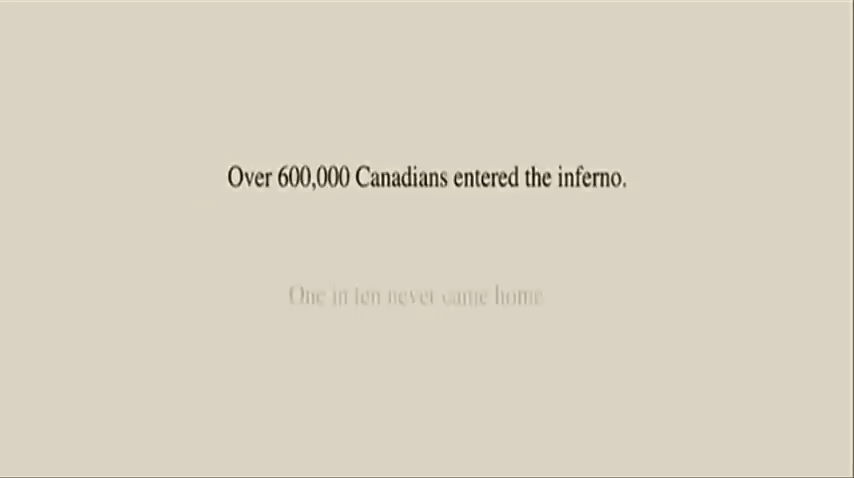 Over 600,000 Canadians entered the inferno.
One in ten never came home